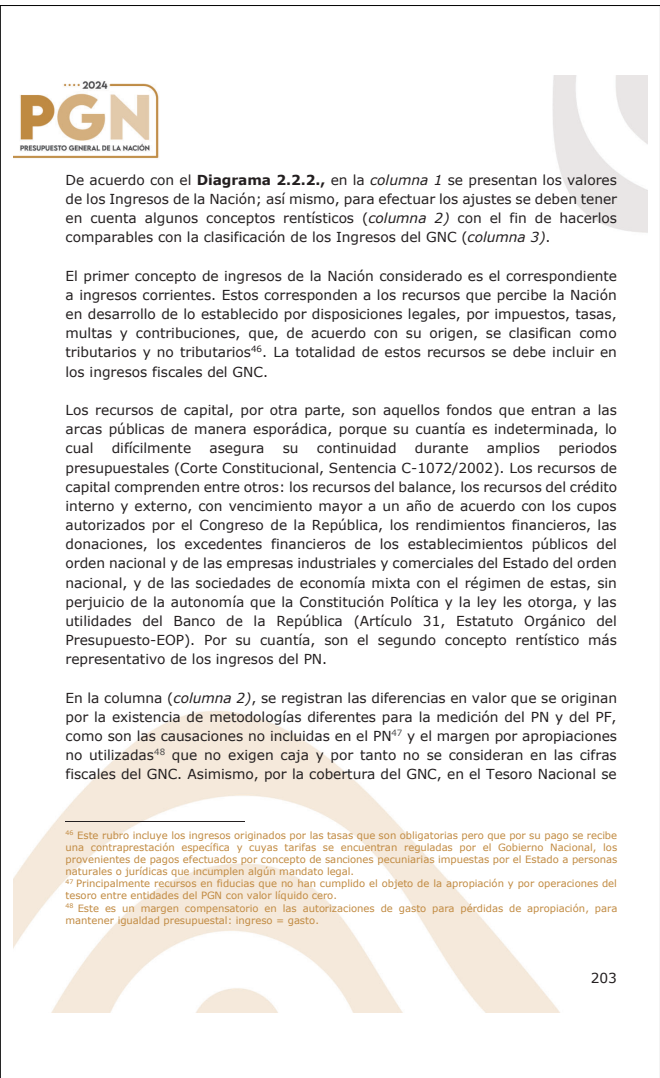 2024
PGN
PRESUPUESTO GENERAL DE LA NACIÓN
De acuerdo con el Diagrama 2.2.2., en la columna 1 se presentan los valores
de los Ingresos de la Nación; así mismo, para efectuar los ajustes se deben tener
en cuenta algunos conceptos rentísticos (columna 2) con el fin de hacerlos
comparables con la clasificación de los Ingresos del GNC (columna 3).
El primer concepto de ingresos de la Nación considerado es el correspondiente
a ingresos corrientes. Estos corresponden a los recursos que percibe la Nación
en desarrollo de lo establecido por disposiciones legales, por impuestos, tasas,
multas y contribuciones, que, de acuerdo con su origen, se clasifican como
tributarios y no tributarios⁴⁶. La totalidad de estos recursos se debe incluir en
los ingresos fiscales del GNC.
Los recursos de capital, por otra parte, son aquellos fondos que entran a las
arcas públicas de manera esporádica, porque su cuantía es indeterminada, lo
cual difícilmente asegura su continuidad durante amplios periodos
presupuestales (Corte Constitucional, Sentencia C-1072/2002). Los recursos de
capital comprenden entre otros: los recursos del balance, los recursos del crédito
interno y externo, con vencimiento mayor a un año de acuerdo con los cupos
autorizados por el Congreso de la República, los rendimientos financieros, las
donaciones, los excedentes financieros de los establecimientos públicos del
orden nacional y de las empresas industriales y comerciales del Estado del orden
nacional, y de las sociedades de economía mixta con el régimen de estas, sin
perjuicio de la autonomía que la Constitución Política y la ley les otorga, y las
utilidades del Banco de la República (Artículo 31, Estatuto Orgánico del
Presupuesto-EOP). Por su cuantía, son el segundo concepto rentístico más
representativo de los ingresos del PN.
En la columna (columna 2), se registran las diferencias en valor que se originan
por la existencia de metodologías diferentes para la medición del PN y del PF,
como son las causaciones no incluidas en el PN⁴⁷ y el margen por apropiaciones
no utilizadas⁴⁸ que no exigen caja y por tanto no se consideran en las cifras
fiscales del GNC. Asimismo, por la cobertura del GNC, en el Tesoro Nacional se
⁴⁶ Este rubro incluye los ingresos originados por las tasas que son obligatorias pero que por su pago se recibe
una contraprestación específica y cuyas tarifas se encuentran reguladas por el Gobierno Nacional, los
provenientes de pagos efectuados por concepto de sanciones pecuniarias impuestas por el Estado a personas
naturales o jurídicas que incumplen algún mandato legal.
⁴⁷ Principalmente recursos en fiducias que no han cumplido el objeto de la apropiación y por operaciones del
tesoro entre entidades del PGN con valor líquido cero.
⁴⁸ Este es un margen compensatorio en las autorizaciones de gasto para pérdidas de apropiación, para
mantener igualdad presupuestal: ingreso = gasto.
203